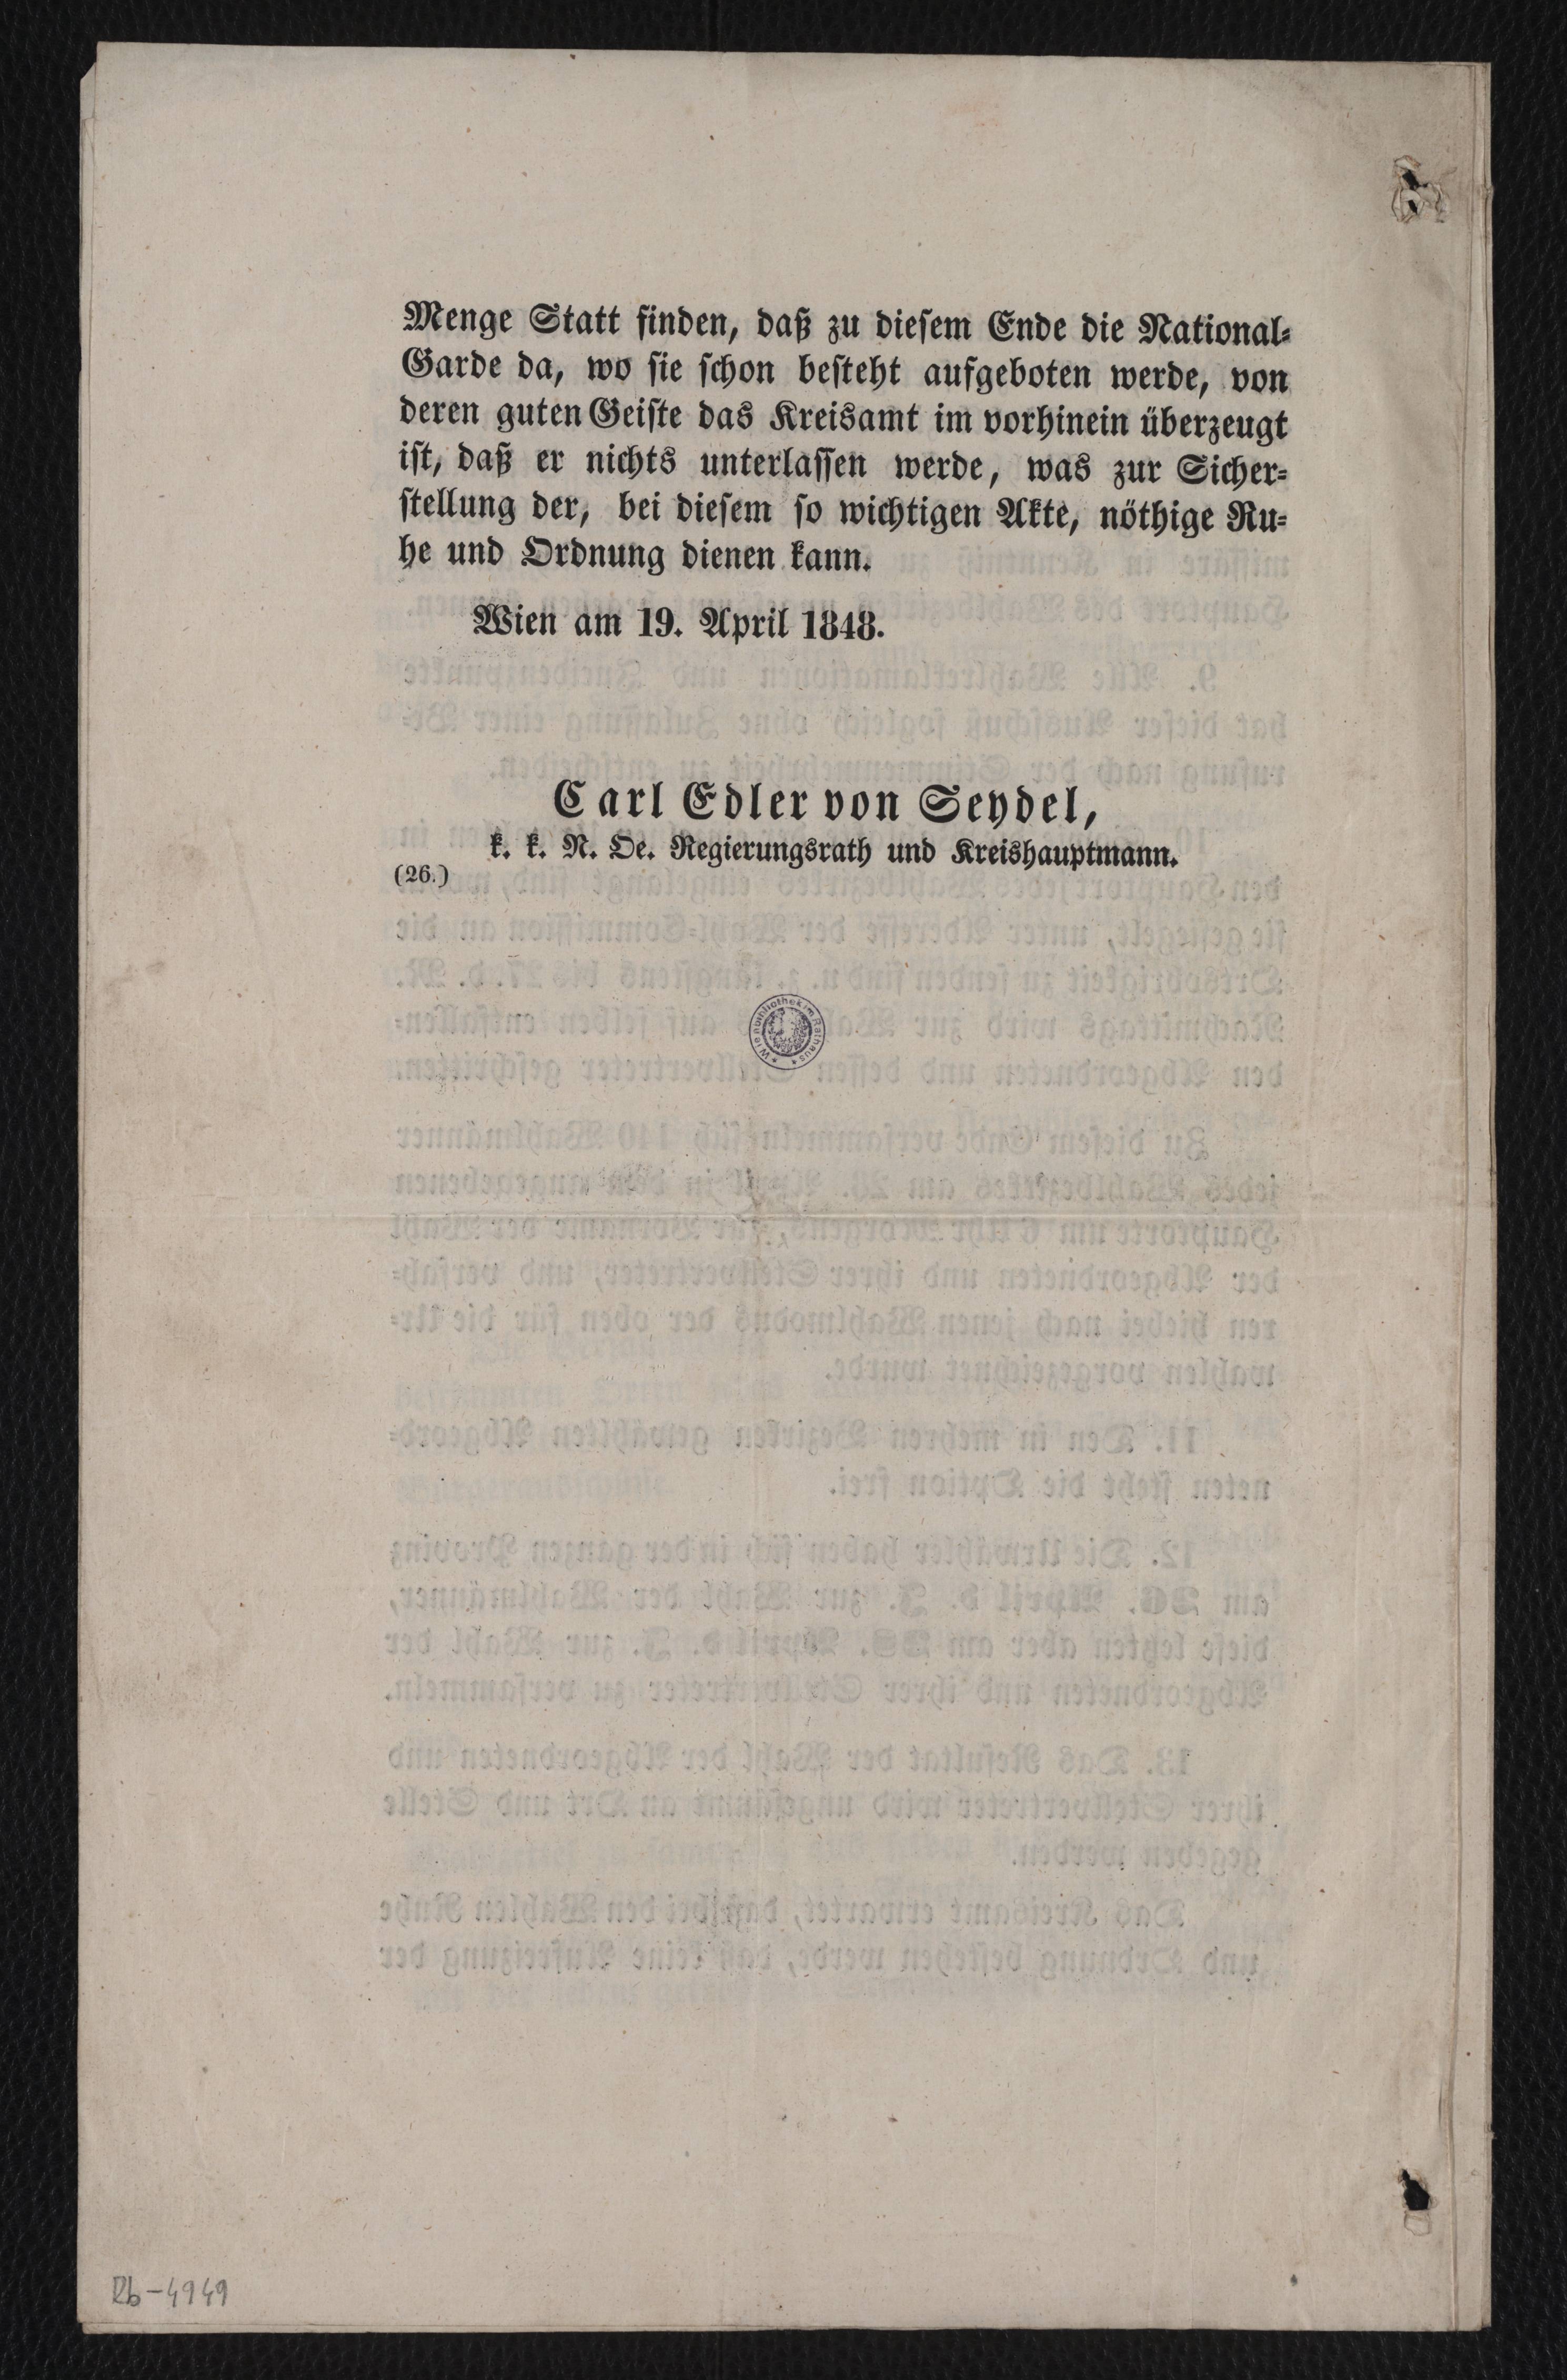 Menge Statt finden, daß zu diesem Ende die National-
Garde da, wo sie schon besteht aufgeboten werde, von
deren guten Geiste das Kreisamt im vorhinein überzeugt
ist, daß er nichts unterlassen werde, was zur Sicher-
stellung der, bei diesem so wichtigen Akte, nöthige Ru-
he und Ordnung dienen kann.
Wien am 19. April 1848.
Carl Edler von Seydel,
k. k. N. Oe. Regierungsrath und Kreishauptmann.
(26.)
Wienbibliothek im Rathaus
Rb-4949